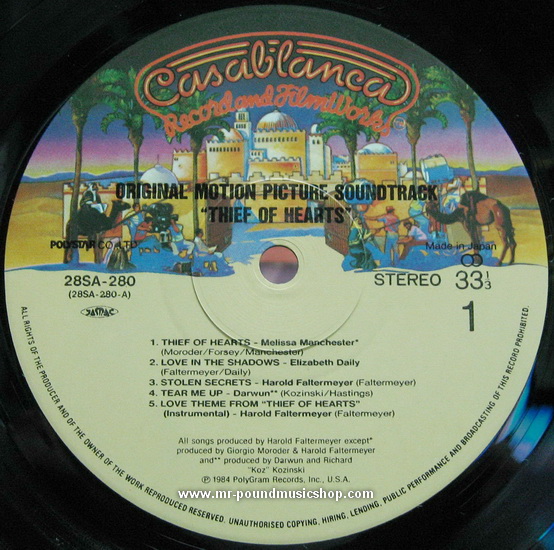 Casablanca
Record and FilmWorks
ORIGINAL MOTION PICTURE SOUNDTRACK
"THIEF OF HEARTS"
POLYSTAR CO., LTD.
Made in Japan
28SA-280
(28SA-280-A)
JASRAC
STEREO 33 1/3
1
1. THIEF OF HEARTS - Melissa Manchester*
(Moroder/Forsey/Manchester)
2. LOVE IN THE SHADOWS - Elizabeth Daily
(Faltermeyer/Daily)
3. STOLEN SECRETS - Harold Faltermeyer (Faltermeyer)
4. TEAR ME UP - Darwun** (Kozinski/Hastings)
5. LOVE THEME FROM "THIEF OF HEARTS"
(Instrumental) - Harold Faltermeyer (Faltermeyer)
All songs produced by Harold Faltermeyer except*
produced by Giorgio Moroder & Harold Faltermeyer
and** produced by Darwun and Richard
"Koz" Kozinski
℗ 1984 PolyGram Records, Inc., U.S.A.
www.mr-poundmusicshop.com
ALL RIGHTS OF THE PRODUCER AND OF THE OWNER OF THE WORK REPRODUCED RESERVED. UNAUTHORISED COPYING, HIRING, LENDING, PUBLIC PERFORMANCE AND BROADCASTING OF THIS RECORD PROHIBITED.